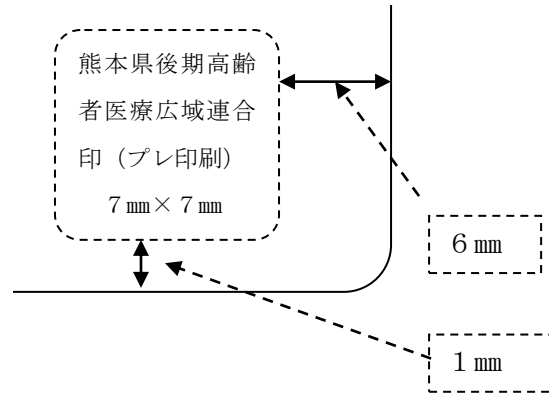 熊本県後期高齢
者医療広域連合
印（プレ印刷）
７㎜×７㎜
６㎜
１㎜